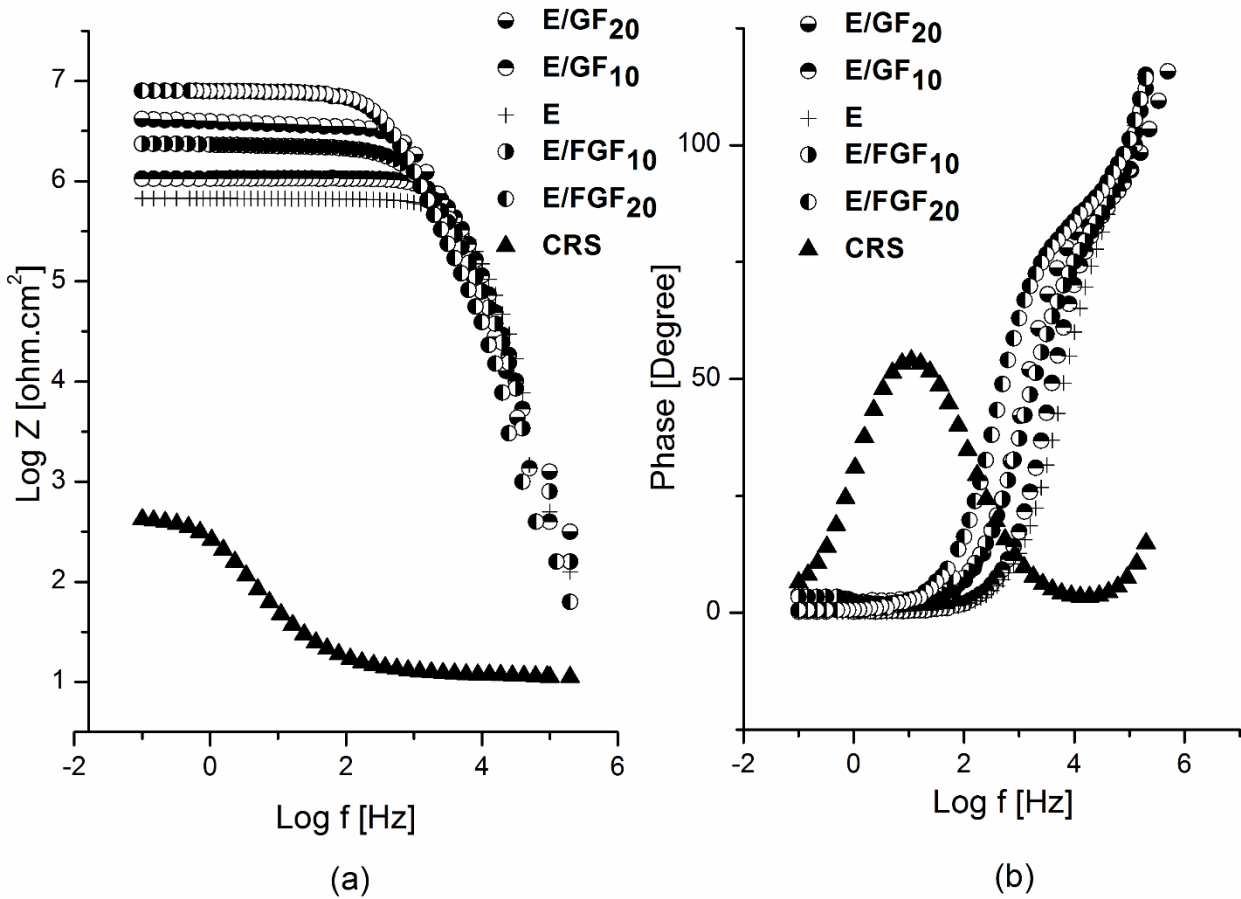 E/GF20
E/GF10
E
E/FGF10
E/FGF20
CRS
7
6
5
4
3
2
1
-2
0
2
4
6
Log Z [ohm.cm2]
Log f [Hz]
(a)
E/GF20
E/GF10
E
E/FGF10
E/FGF20
CRS
100
50
0
-2
0
2
4
6
Phase [Degree]
Log f [Hz]
(b)